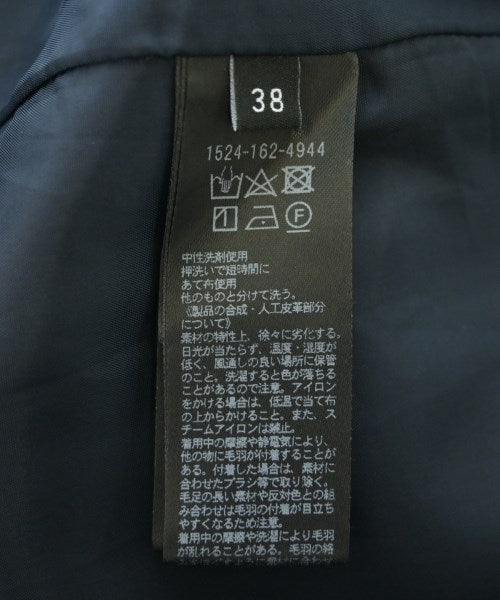 38
1524-162-4944
F
中性洗剤使用
押洗いで短時間に
あて布使用
他のものと分けて洗う。
《製品の合成・人工皮革部分
について》
素材の特性上、徐々に劣化する。
日光が当たらず、温度・湿度が
低く、風通しの良い場所に保管
のこと。洗濯すると色が落ちる
ことがあるので注意。アイロン
をかける場合は、低温で当て布
の上からかけること。また、ス
チームアイロンは禁止。
着用中の摩擦や静電気により、
他の物に毛羽が付着することが
ある。付着した場合は、素材に
合わせたブラシ等で取り除く。
毛足の長い素材や反対色との組
合わせは毛羽の付着が目立ち
やすくなるため注意。
着用中の摩擦や洗濯により毛羽
が乱れることがある。毛羽の絡